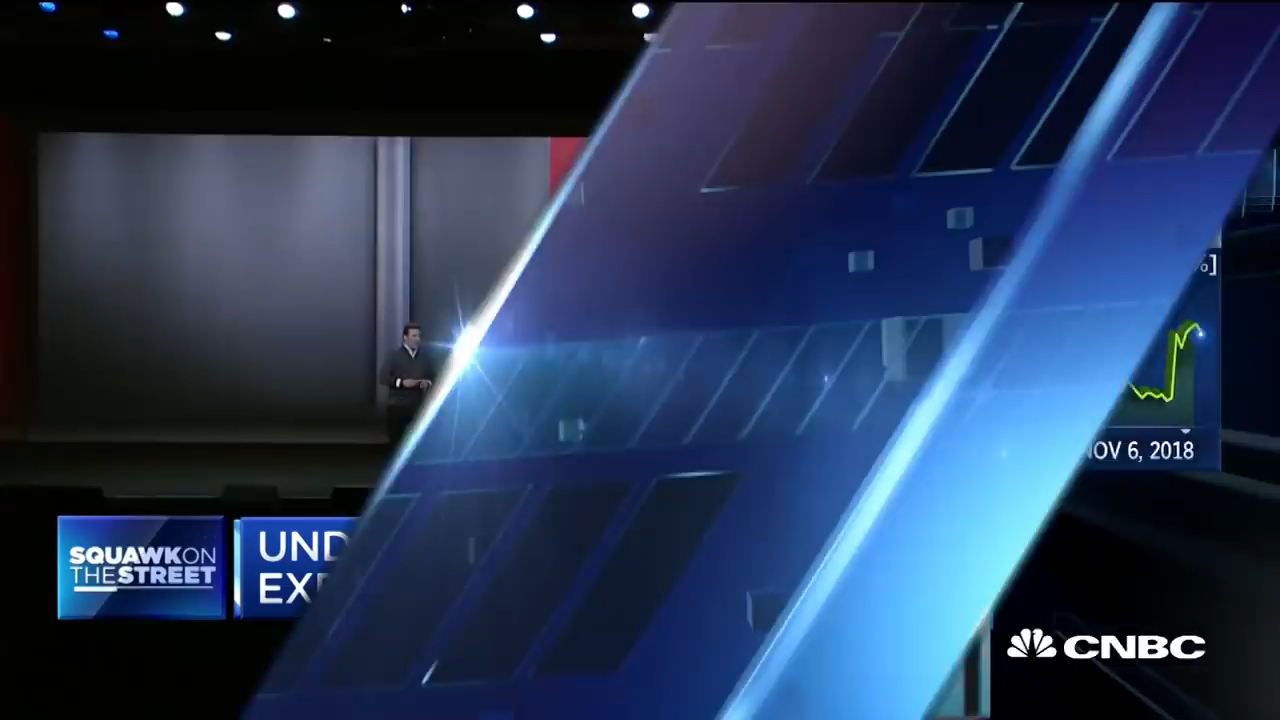 %]
NOV 6, 2018
SQUAWK ON
THE STREET
UND
EXP
CNBC